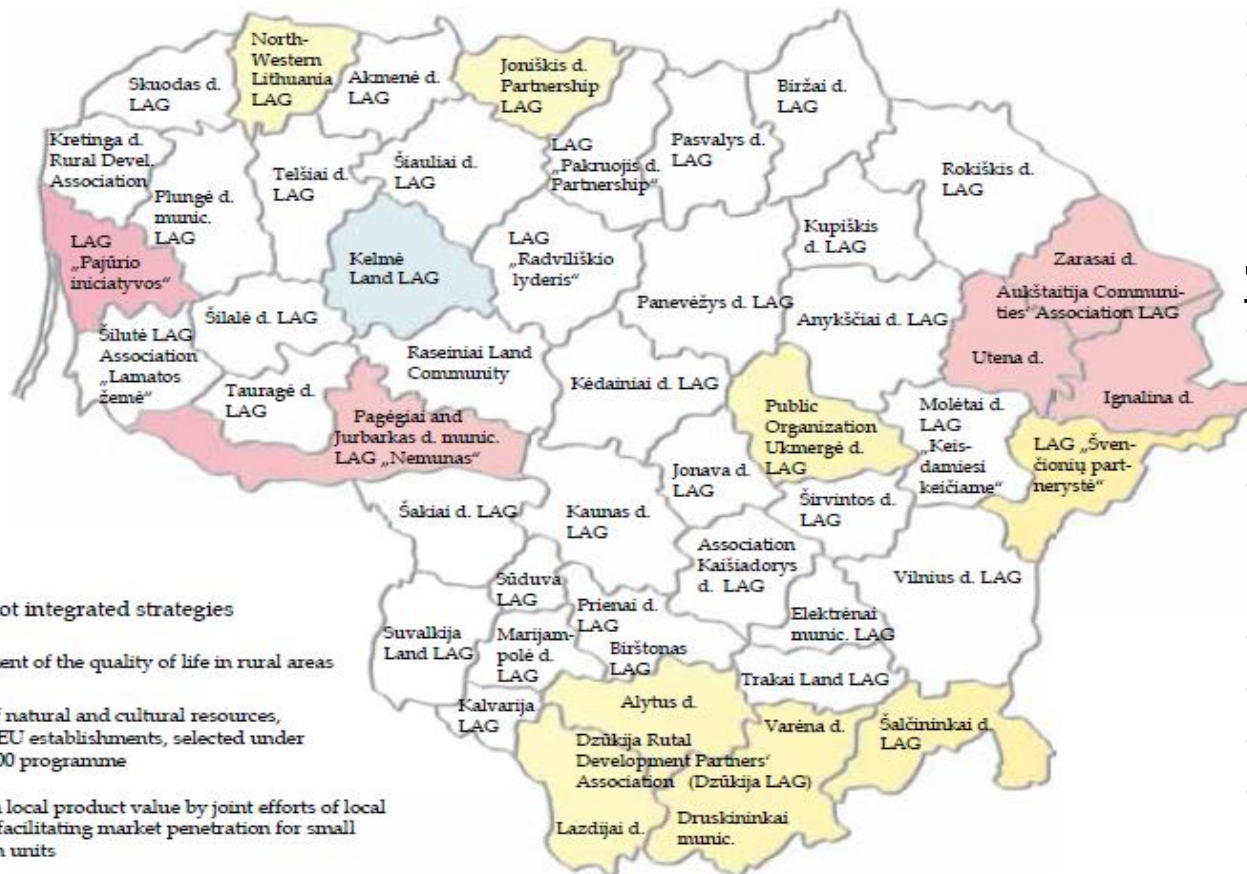 North-
Western
Lithuania
LAG
Skuodas d.
LAG
Akmenė d.
LAG
Joniškis d.
Partnership
LAG
Biržai d.
LAG
Kretinga d.
Rural Devel.
Association
Plungė d.
munic.
LAG
Telšiai d.
LAG
Šiauliai d.
LAG
LAG
„Pakruojis d.
Partnership“
Pasvalys d.
LAG
Rokiškis d.
LAG
LAG
„Pajūrio
iniciatyvos“
Kelmė
Land LAG
LAG
„Radviliškio
lyderis“
Kupiškis
d. LAG
Zarasai d.
Aukštaitija Communi-
ties' Association LAG
Utena d.
Ignalina d.
Panevėžys d. LAG
Anykščiai d. LAG
Šilutė LAG
Association
„Lamatos
žemė“
Šilalė d. LAG
Tauragė d.
LAG
Raseiniai Land
Community
Kėdainiai d. LAG
Pagėgiai and
Jurbarkas d. munic.
LAG „Nemunas“
Public
Organization
Ukmergė d.
LAG
Molėtai d.
LAG
„Keis-
damiesi
keičiame“
LAG „Šven-
čionių part-
nerystė“
Jonava d.
LAG
Širvintos d.
LAG
Šakiai d. LAG
Kaunas d.
LAG
Association
Kaišiadorys
d. LAG
Vilnius d. LAG
Sūduva
LAG
Prienai d.
LAG
Elektrėnai
munic. LAG
Suvalkija
Land LAG
Marijam-
polė d.
LAG
Birštonas
LAG
Trakai Land LAG
Kalvarija
LAG
Alytus d.
Varėna d.
Šalčininkai d.
LAG
Dzūkija Rutal
Development Partners'
Association (Dzūkija LAG)
Lazdijai d.
Druskininkai
munic.
ot integrated strategies
ent of the quality of life in rural areas
f natural and cultural resources,
EU establishments, selected under
00 programme
local product value by joint efforts of local
facilitating market penetration for small
n units